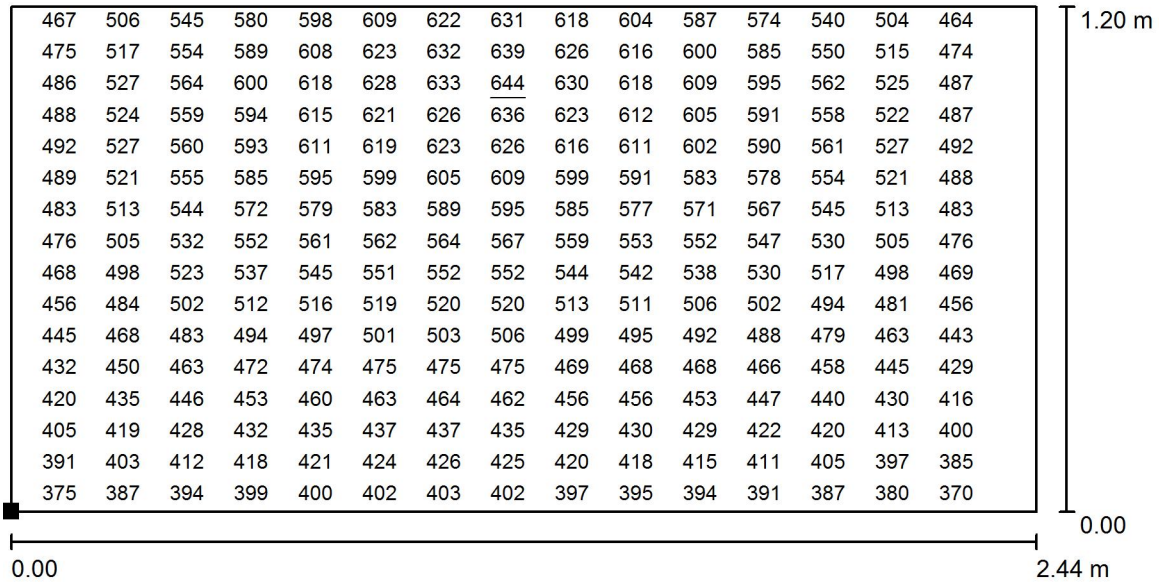 467 506 545 580 598 609 622 631 618 604 587 574 540 504 464 1.20 m
475 517 554 589 608 623 632 639 626 616 600 585 550 515 474
486 527 564 600 618 628 633 644 630 618 609 595 562 525 487
488 524 559 594 615 621 626 636 623 612 605 591 558 522 487
492 527 560 593 611 619 623 626 616 611 602 590 561 527 492
489 521 555 585 595 599 605 609 599 591 583 578 554 521 488
483 513 544 572 579 583 589 595 585 577 571 567 545 513 483
476 505 532 552 561 562 564 567 559 553 552 547 530 505 476
468 498 523 537 545 551 552 552 544 542 538 530 517 498 469
456 484 502 512 516 519 520 520 513 511 506 502 494 481 456
445 468 483 494 497 501 503 506 499 495 492 488 479 463 443
432 450 463 472 474 475 475 475 469 468 468 466 458 445 429
420 435 446 453 460 463 464 462 456 456 453 447 440 430 416
405 419 428 432 435 437 437 435 429 430 429 422 420 413 400
391 403 412 418 421 424 426 425 420 418 415 411 405 397 385
375 387 394 399 400 402 403 402 397 395 394 391 387 380 370
0.00
0.00 2.44 m